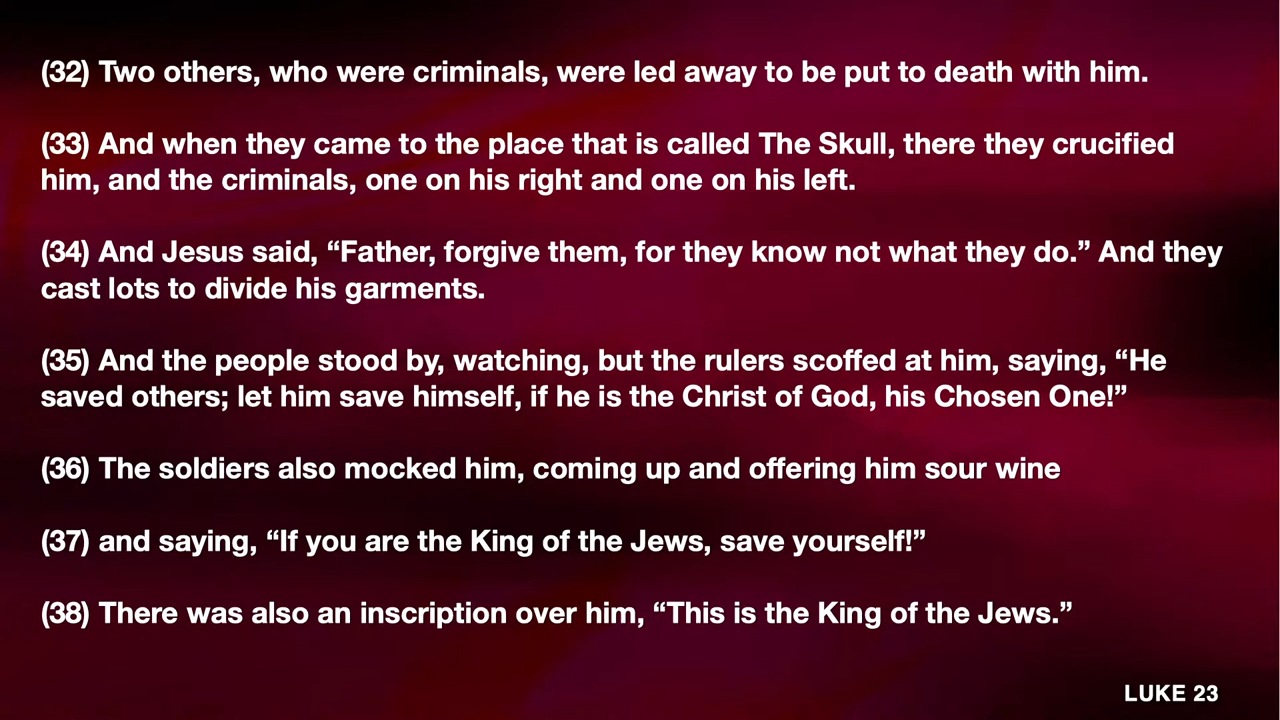 (32) Two others, who were criminals, were led away to be put to death with him.
(33) And when they came to the place that is called The Skull, there they crucified
him, and the criminals, one on his right and one on his left.
(34) And Jesus said, “Father, forgive them, for they know not what they do.” And they
cast lots to divide his garments.
(35) And the people stood by, watching, but the rulers scoffed at him, saying, “He
saved others; let him save himself, if he is the Christ of God, his Chosen One!”
(36) The soldiers also mocked him, coming up and offering him sour wine
(37) and saying, “If you are the King of the Jews, save yourself!”
(38) There was also an inscription over him, “This is the King of the Jews.”
LUKE 23